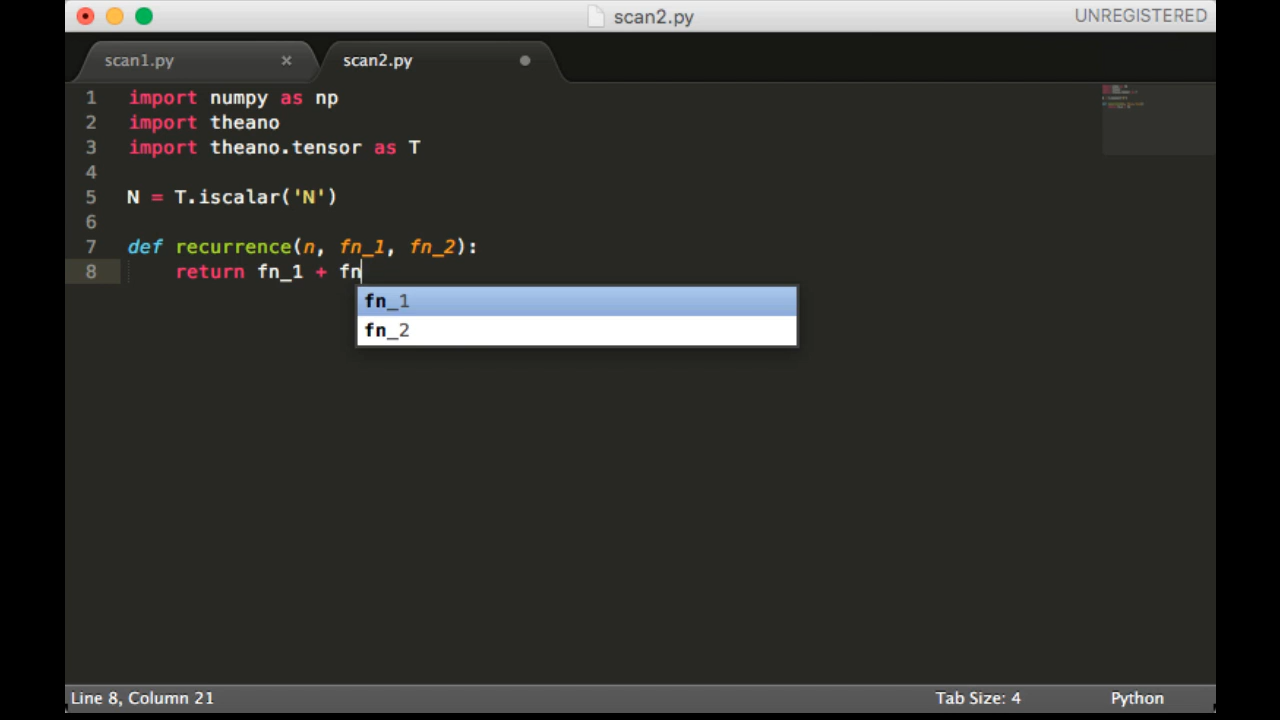 scan2.py
UNREGISTERED
scan1.py × scan2.py
1 import numpy as np
2 import theano
3 import theano.tensor as T
4
5 N = T.iscalar('N')
6
7 def recurrence(n, fn_1, fn_2):
8 return fn_1 + fn
fn_1
fn_2
Line 8, Column 21
Tab Size: 4
Python